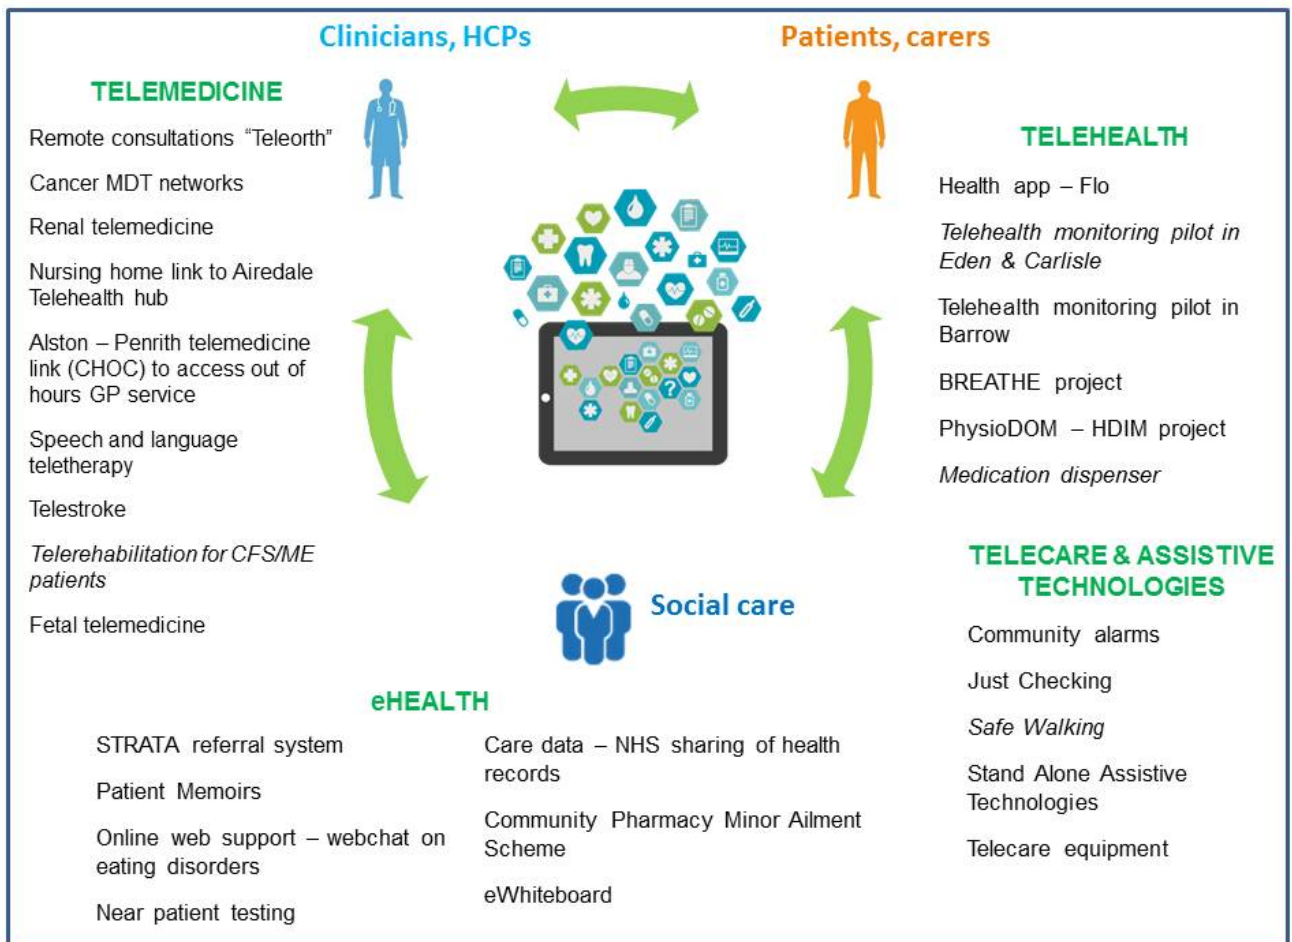 Clinicians, HCPs
Patients, carers
TELEMEDICINE
Remote consultations “Teleorth”
Cancer MDT networks
Renal telemedicine
Nursing home link to Airedale
Telehealth hub
Alston – Penrith telemedicine
link (CHOC) to access out of
hours GP service
Speech and language
teletherapy
Telestroke
Telerehabilitation for CFS/ME
patients
Fetal telemedicine
TELEHEALTH
Health app – Flo
Telehealth monitoring pilot in
Eden & Carlisle
Telehealth monitoring pilot in
Barrow
BREATHE project
PhysioDOM – HDIM project
Medication dispenser
?
Social care
TELECARE & ASSISTIVE
TECHNOLOGIES
Community alarms
Just Checking
Safe Walking
Stand Alone Assistive
Technologies
Telecare equipment
eHEALTH
STRATA referral system
Patient Memoirs
Online web support – webchat on
eating disorders
Near patient testing
Care data – NHS sharing of health
records
Community Pharmacy Minor Ailment
Scheme
eWhiteboard